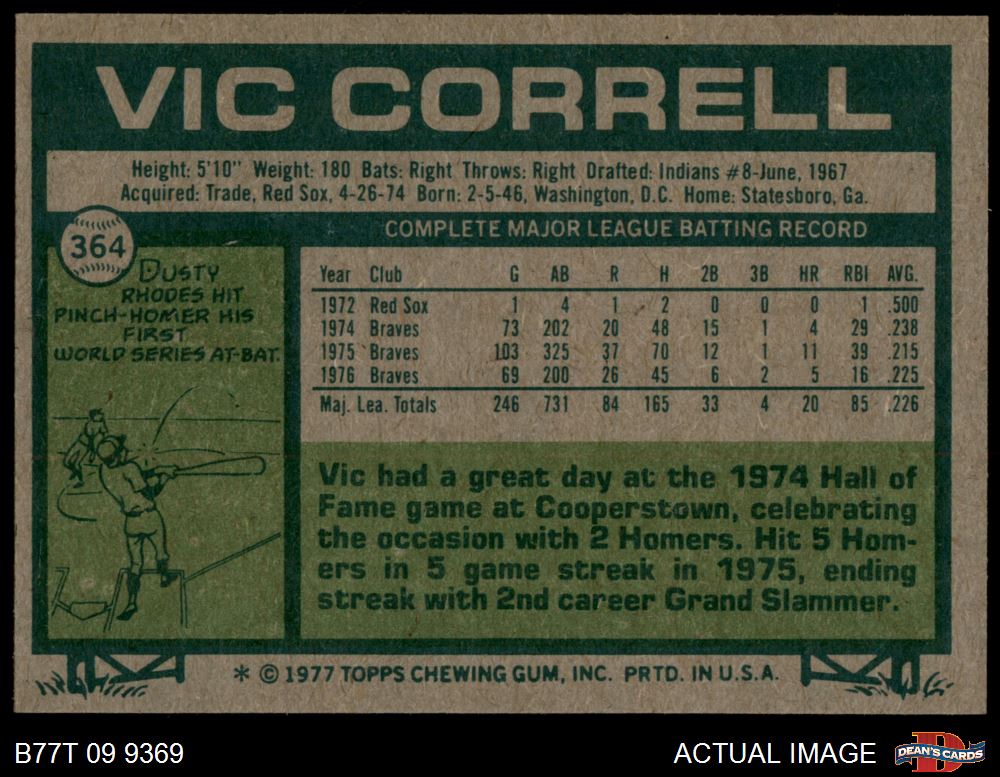 VIC CORRELL
Height: 5'10" Weight: 180 Bats: Right Throws: Right Drafted: Indians #8-June, 1967
Acquired: Trade, Red Sox, 4-26-74 Born: 2-5-46, Washington, D.C. Home: Statesboro, Ga.
364
DUSTY
RHODES HIT
PINCH-HOMER HIS
FIRST
WORLD SERIES AT-BAT.
COMPLETE MAJOR LEAGUE BATTING RECORD
Year Club G AB R H 2B 3B HR RBI AVG.
1972 Red Sox 1 4 1 2 0 0 0 1 .500
1974 Braves 73 202 20 48 15 1 4 29 .238
1975 Braves 103 325 37 70 12 1 11 39 .215
1976 Braves 69 200 26 45 6 2 5 16 .225
Maj. Lea. Totals 246 731 84 165 33 4 20 85 .226
Vic had a great day at the 1974 Hall of
Fame game at Cooperstown, celebrating
the occasion with 2 Homers. Hit 5 Hom-
ers in 5 game streak in 1975, ending
streak with 2nd career Grand Slammer.
* © 1977 TOPPS CHEWING GUM, INC. PRTD. IN U.S.A.
B77T 09 9369
ACTUAL IMAGE
DEAN'S CARDS